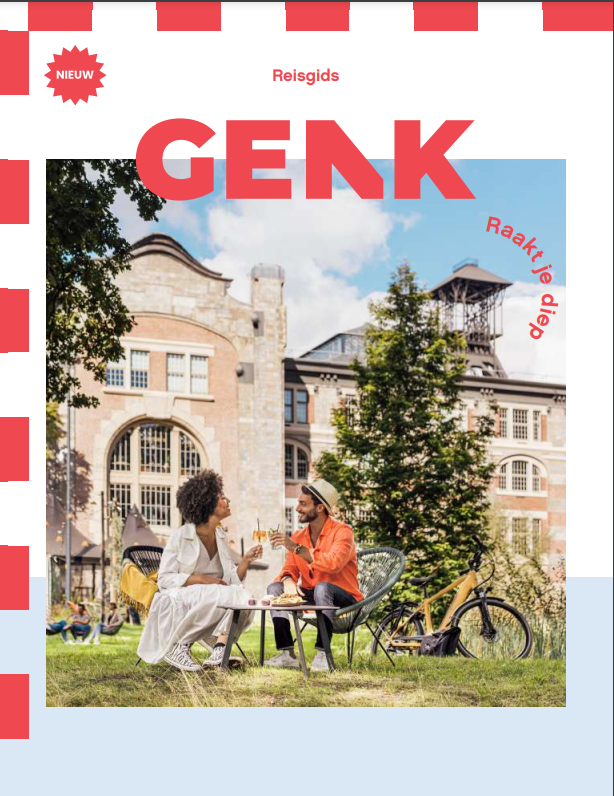 NIEUW
Reisgids
GENK
Raakt je diep